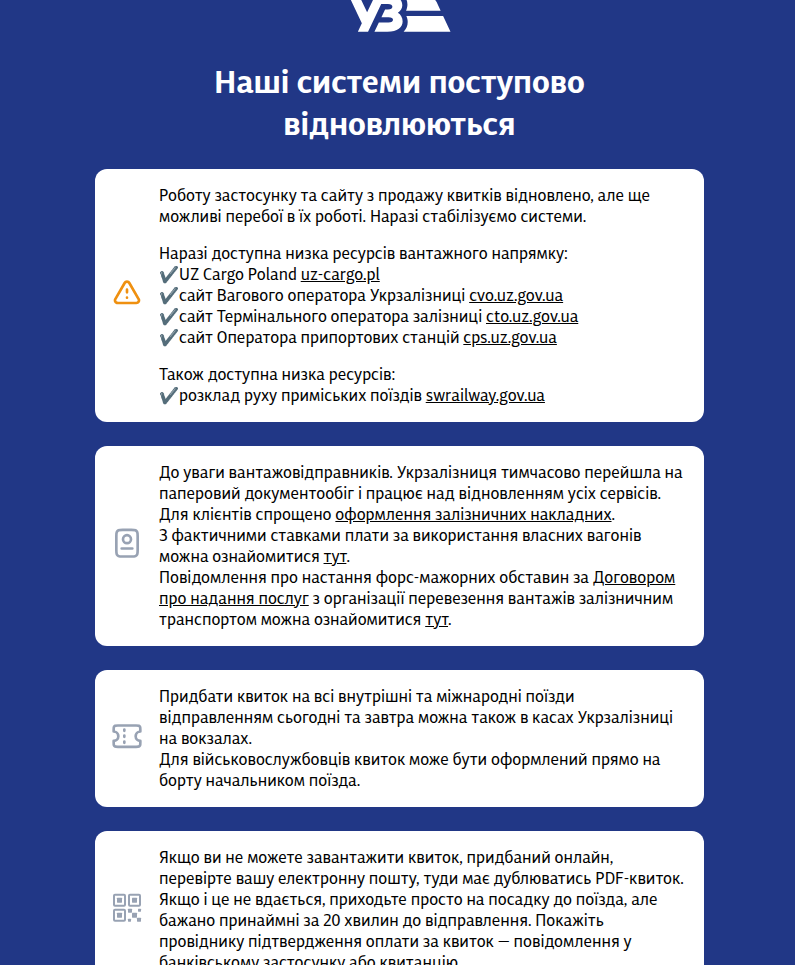 УЗ
Наші системи поступово
відновлюються
Роботу застосунку та сайту з продажу квитків відновлено, але ще
можливі перебої в їх роботі. Наразі стабілізуємо системи.
Наразі доступна низка ресурсів вантажного напрямку:
✔UZ Cargo Poland uz-cargo.pl
✔сайт Вагового оператора Укрзалізниці cvo.uz.gov.ua
✔сайт Термінального оператора залізниці cto.uz.gov.ua
✔сайт Оператора припортових станцій cps.uz.gov.ua
Також доступна низка ресурсів:
✔розклад руху приміських поїздів swrailway.gov.ua
До уваги вантажовідправників. Укрзалізниця тимчасово перейшла на
паперовий документообіг і працює над відновленням усіх сервісів.
Для клієнтів спрощено оформлення залізничних накладних.
З фактичними ставками плати за використання власних вагонів
можна ознайомитися тут.
Повідомлення про настання форс-мажорних обставин за Договором
про надання послуг з організації перевезення вантажів залізничним
транспортом можна ознайомитися тут.
Придбати квиток на всі внутрішні та міжнародні поїзди
відправленням сьогодні та завтра можна також в касах Укрзалізниці
на вокзалах.
Для військовослужбовців квиток може бути оформлений прямо на
борту начальником поїзда.
Якщо ви не можете завантажити квиток, придбаний онлайн,
перевірте вашу електронну пошту, туди має дублюватись PDF-квиток.
Якщо і це не вдається, приходьте просто на посадку до поїзда, але
бажано принаймні за 20 хвилин до відправлення. Покажіть
провіднику підтвердження оплати за квиток — повідомлення у
банківському застосунку або квитанцію.